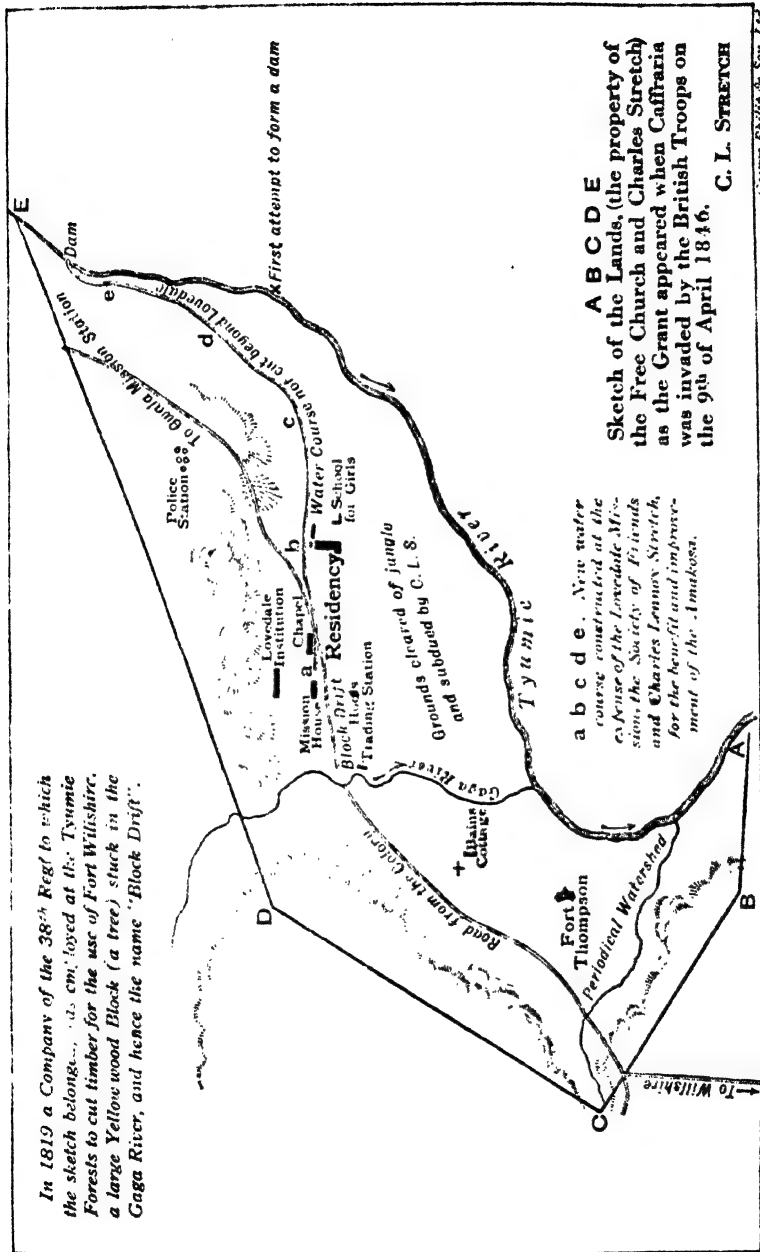 In 1819 a Company of the 38th Regt to which
the sketch belongs, was employed at the Tyumie
Forests to cut timber for the use of Fort Willshire,
a large Yellow wood Block (a tree) stuck in the
Gaga River, and hence the name "Block Drift".
E
Dam
First attempt to form a dam
e
d
c
b
a
To Gwala Mission Station
Water Course not cut beyond Lovedale
Police
Station
Lovedale
Institution
Chapel
Mission
House
Residency
School
for Girls
Block Drift
Trading Station
Grounds cleared of jungle
and subdued by C. L. S.
Tyumie River
Gaga River
D
Road from the Colony
Cottage
Fort
Thompson
Periodical Watershed
A
B
C
To Willshire
a b c d e. New water
course constructed at the
expense of the Lovedale Mis-
sion, the Society of Friends
and Charles Lennox Stretch,
for the benefit and improve-
ment of the Amakosa.
A B C D E
Sketch of the Lands, (the property of
the Free Church and Charles Stretch)
as the Grant appeared when Caffraria
was invaded by the British Troops on
the 9th of April 1846.
C. L. STRETCH